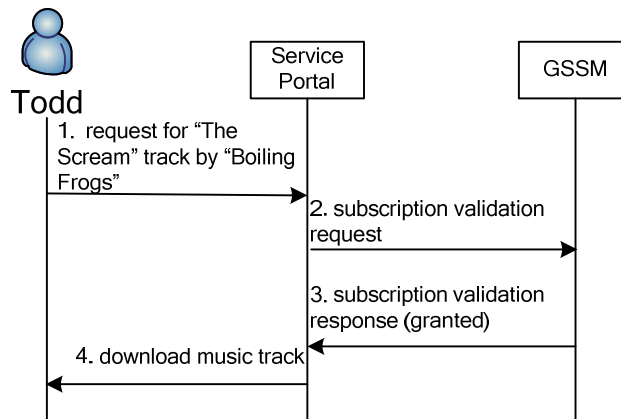 Todd
Service
Portal
GSSM
1. request for “The
Scream” track by “Boiling
Frogs”
2. subscription validation
request
3. subscription validation
response (granted)
4. download music track